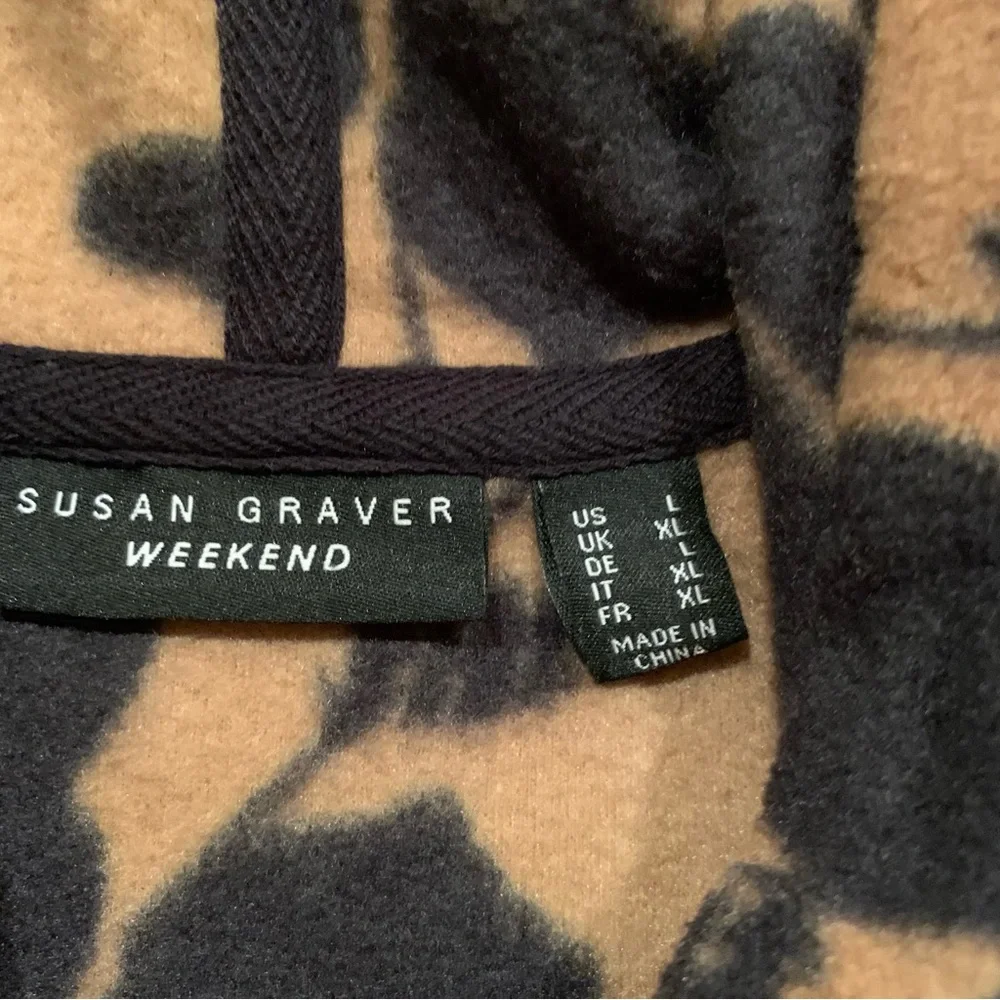 SUSAN GRAVER
WEEKEND
US L
UK XL
DE L
IT XL
FR XL
MADE IN
CHINA